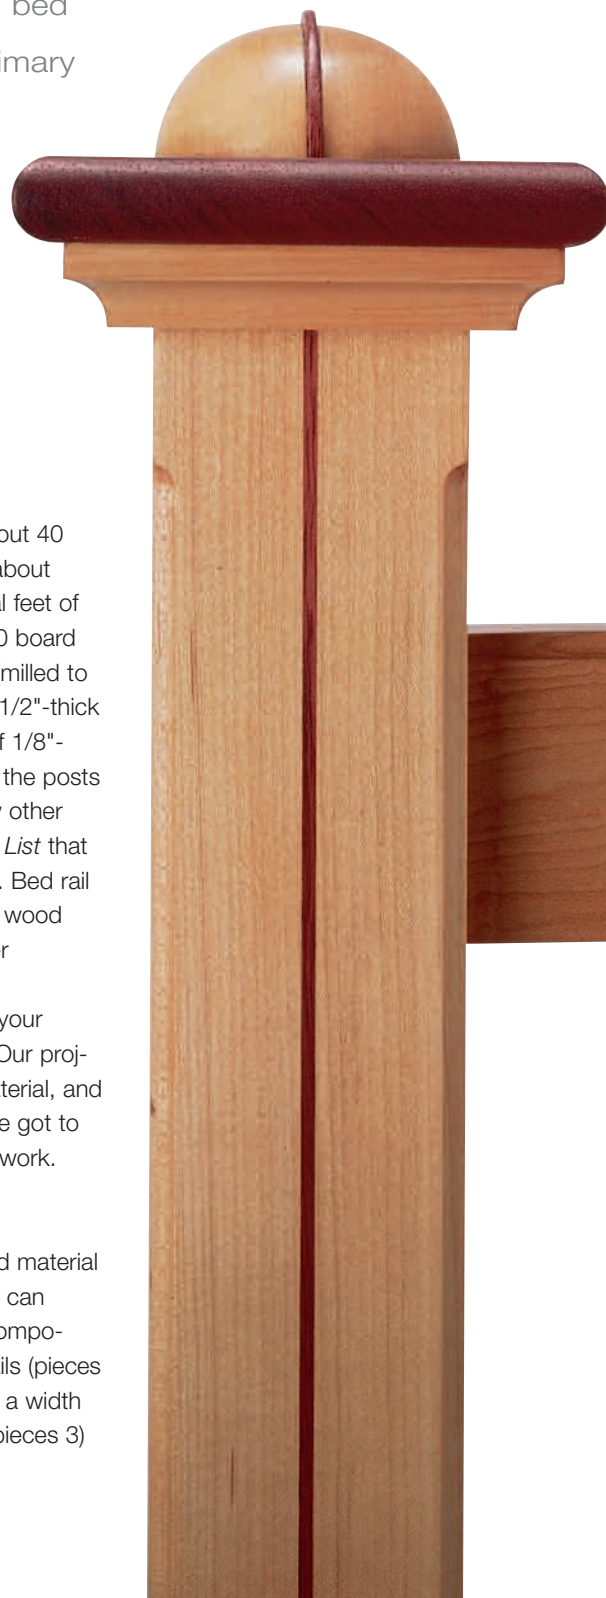 bed
imary
out 40
about
l feet of
0 board
milled to
1/2"-thick
f 1/8"-
the posts
other
List that
. Bed rail
wood
r
your
Our proj-
terial, and
e got to
work.
d material
can
ompo-
ils (pieces
a width
pieces 3)